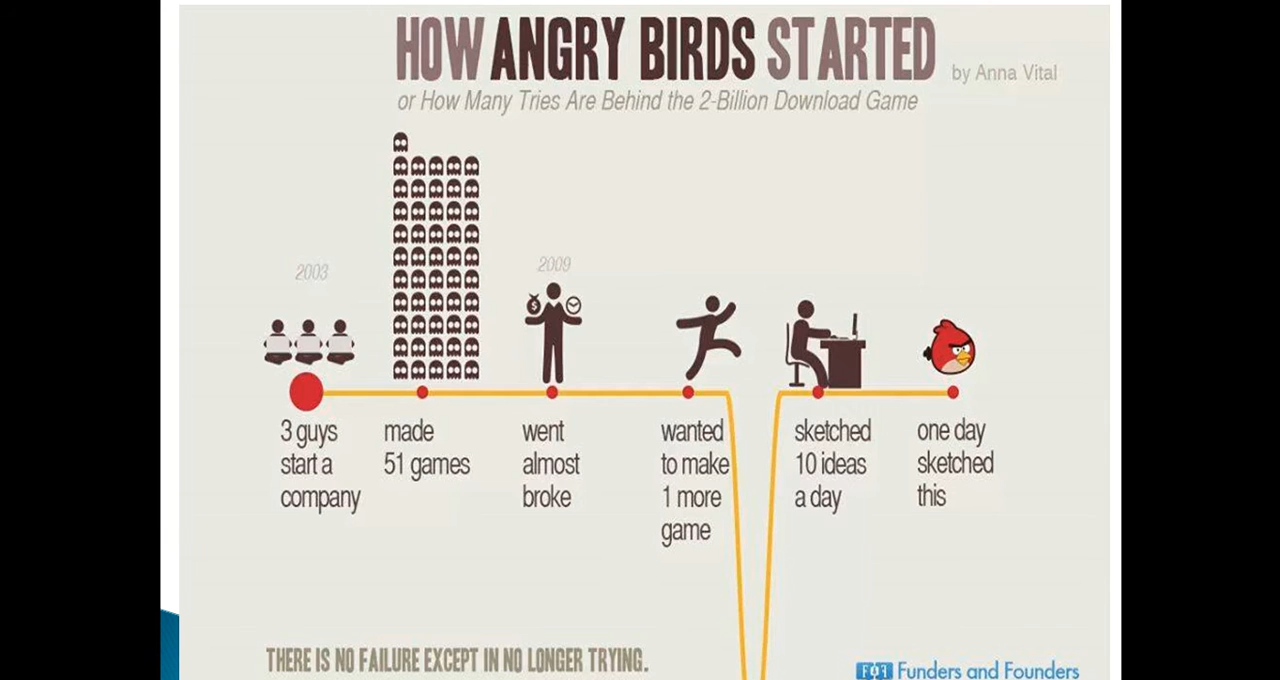 HOW ANGRY BIRDS STARTED
by Anna Vital
or How Many Tries Are Behind the 2-Billion Download Game
2003
3 guys
start a
company
made
51 games
2009
$
went
almost
broke
wanted
to make
1 more
game
sketched
10 ideas
a day
one day
sketched
this
THERE IS NO FAILURE EXCEPT IN NO LONGER TRYING.
Funders and Founders